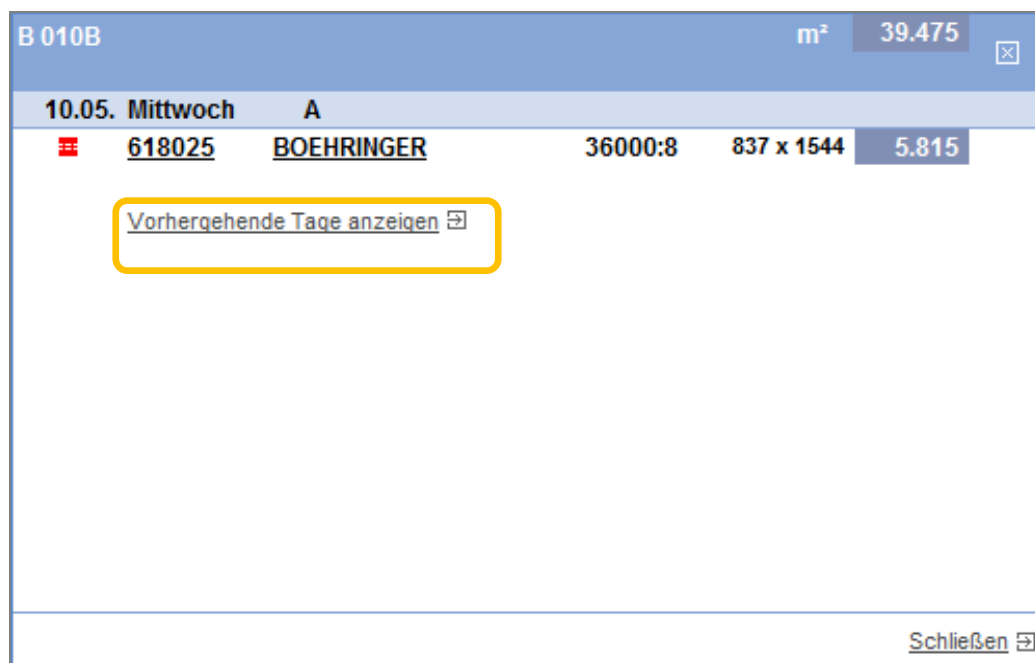 B 010B m² 39.475
10.05. Mittwoch A
618025 BOEHRINGER 36000:8 837 x 1544 5.815
Vorhergehende Tage anzeigen
Schließen